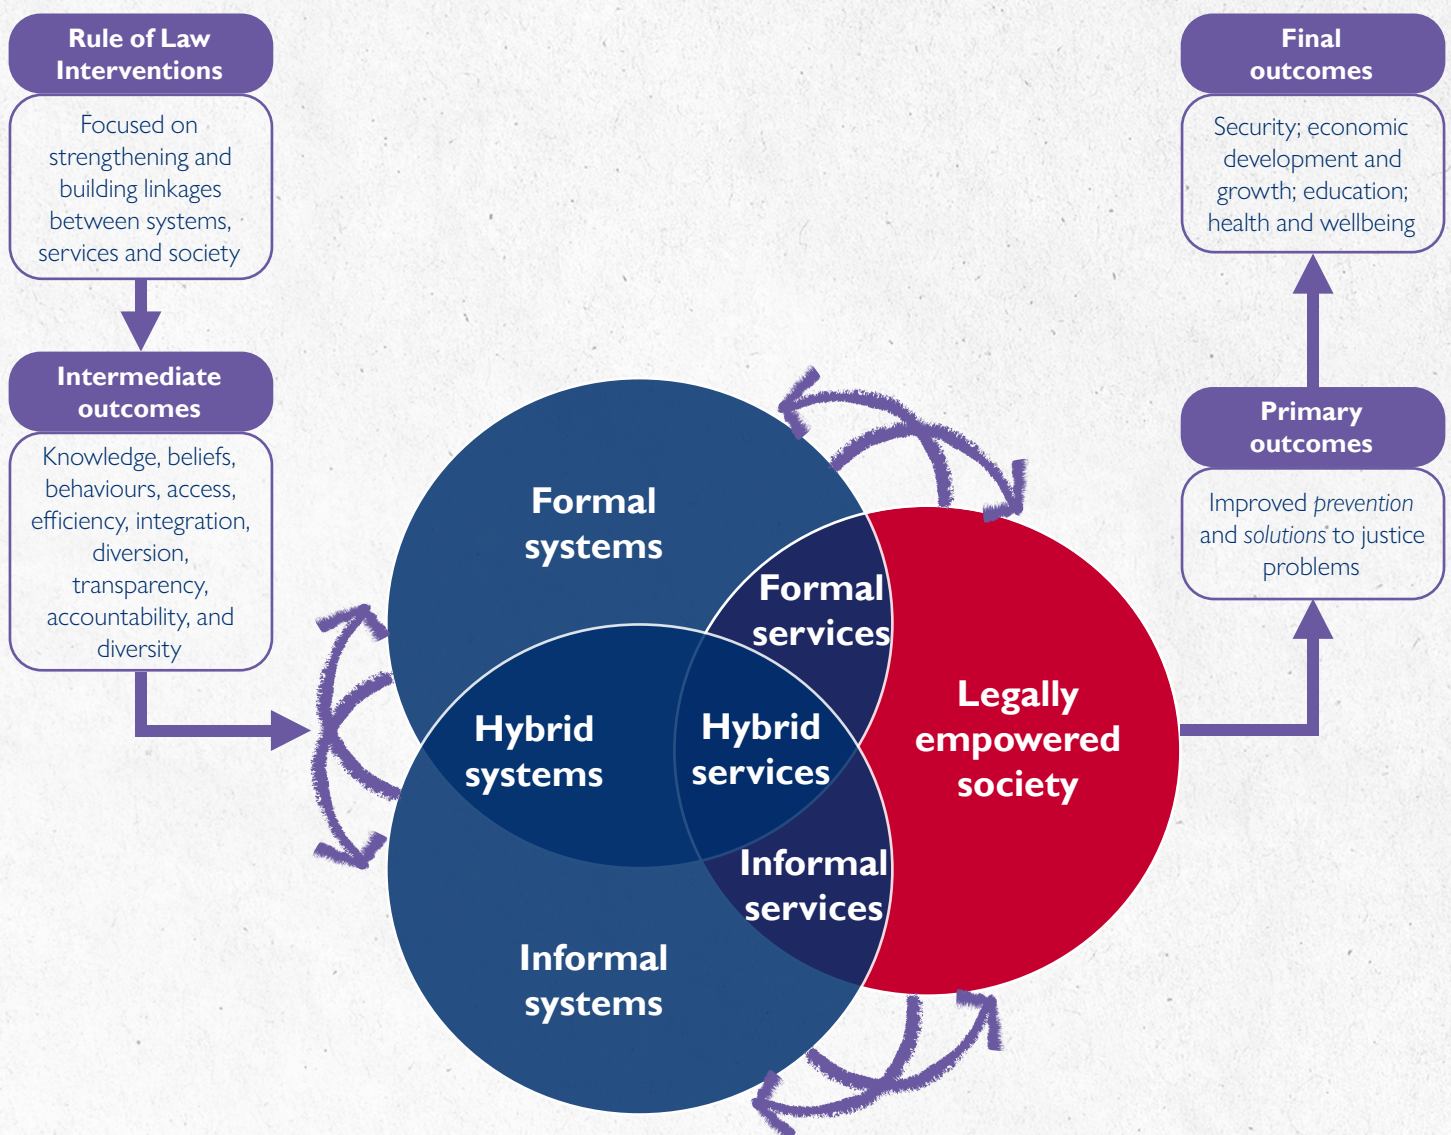 Rule of Law
Interventions
Focused on
strengthening and
building linkages
between systems,
services and society
Intermediate
outcomes
Knowledge, beliefs,
behaviours, access,
efficiency, integration,
diversion,
transparency,
accountability, and
diversity
Formal
systems
Formal
services
Hybrid
systems
Hybrid
services
Legally
empowered
society
Informal
services
Informal
systems
Final
outcomes
Security; economic
development and
growth; education;
health and wellbeing
Primary
outcomes
Improved prevention
and solutions to justice
problems